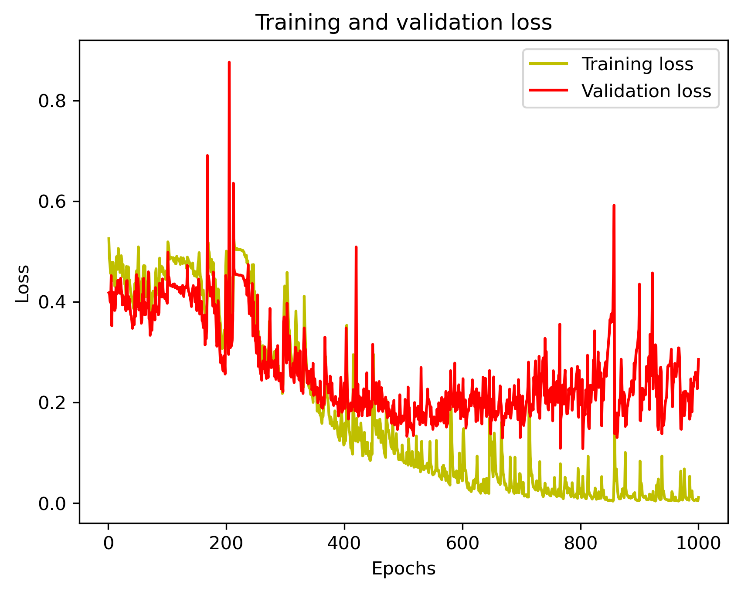 Training and validation loss
Training loss
Validation loss
0.8
0.6
0.4
0.2
0.0
Loss
0
200
400
600
800
1000
Epochs